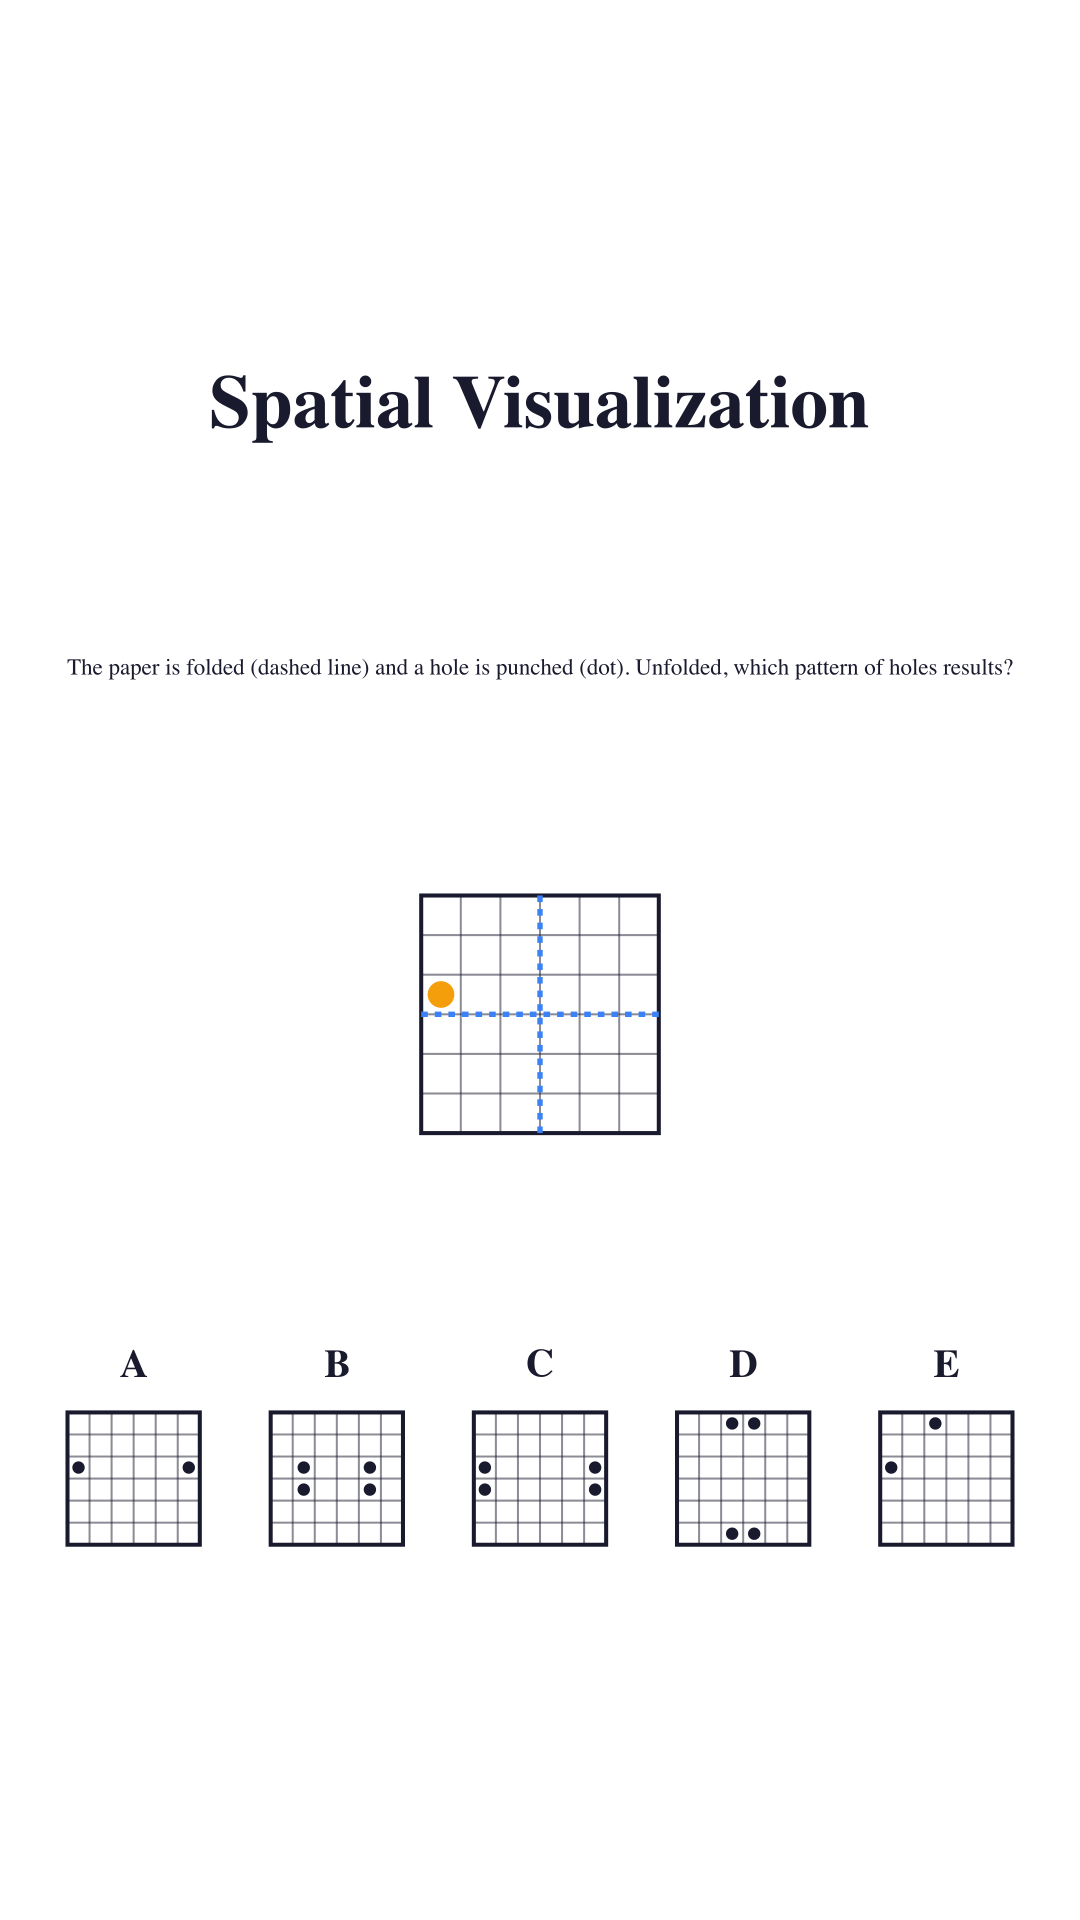 Spatial Visualization
The paper is folded (dashed line) and a hole is punched (dot). Unfolded, which pattern of holes results?
A B C D E